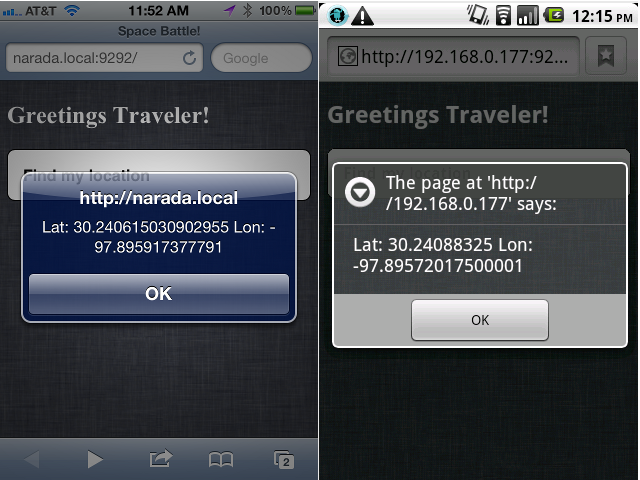 AT&T 11:52 AM 100%
Space Battle!
narada.local:9292/ Google
Greetings Traveler!
Find my location
http://narada.local
Lat: 30.240615030902955 Lon: -
97.895917377791
OK
2
12:15 PM
http://192.168.0.177:92...
Greetings Traveler!
The page at 'http:/
/192.168.0.177' says:
Lat: 30.24088325 Lon:
-97.89572017500001
OK